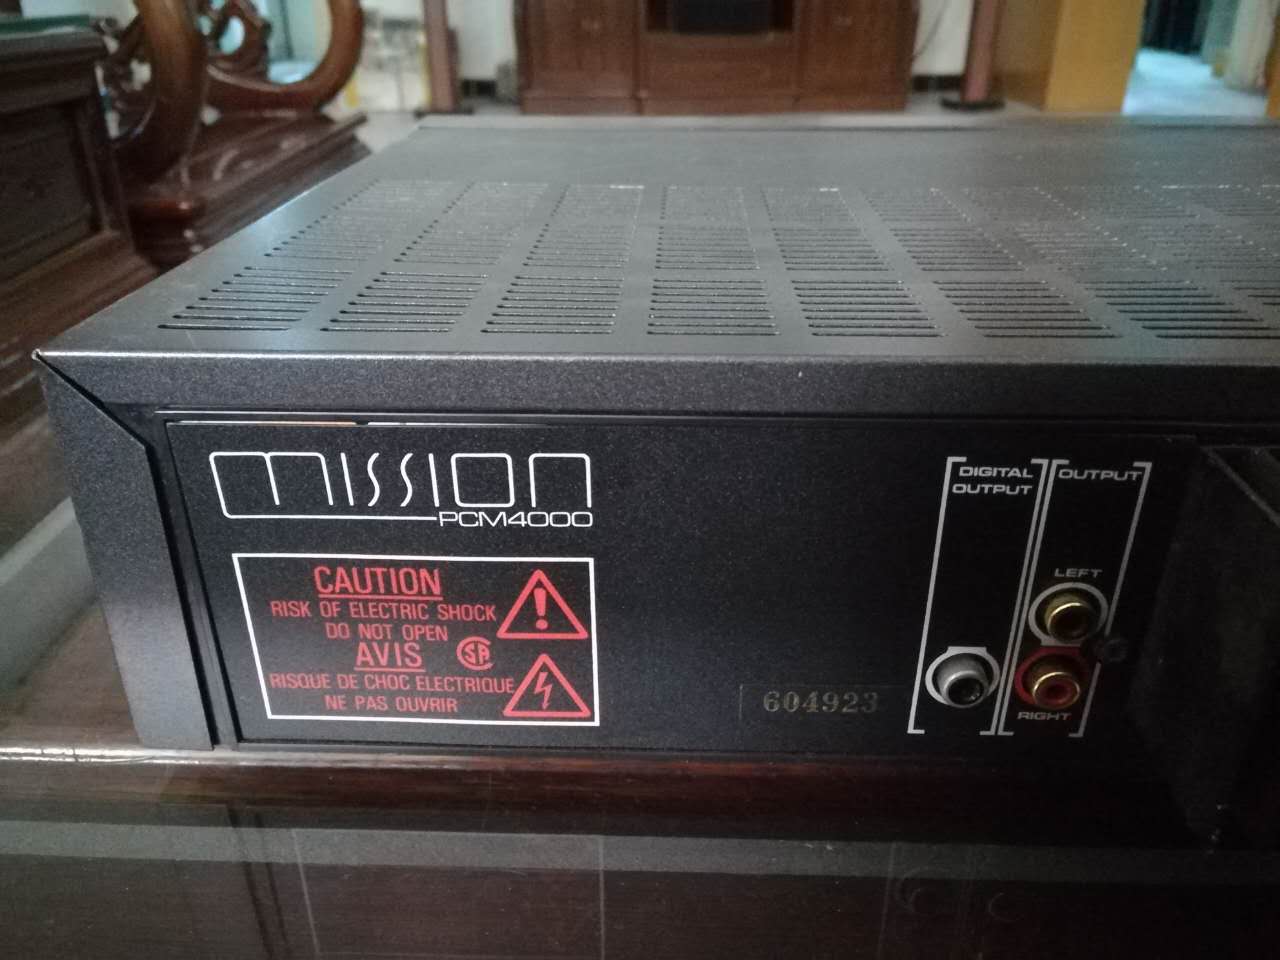 mission
PCM4000
CAUTION
RISK OF ELECTRIC SHOCK
DO NOT OPEN
AVIS
RISQUE DE CHOC ELECTRIQUE
NE PAS OUVRIR
604923
DIGITAL
OUTPUT
OUTPUT
LEFT
RIGHT